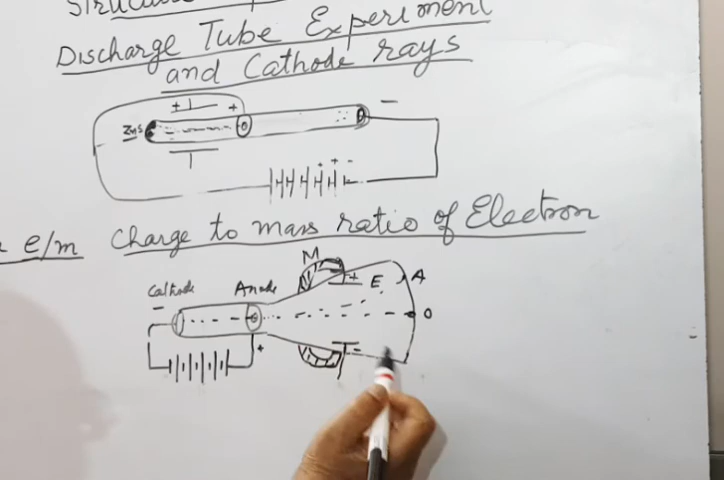 Discharge Tube Experiment
and Cathode rays
+ + -
ZnS
+ + -
e/m Charge to mass ratio of Electron
M
Cathode Anode + E A
- O
+ -